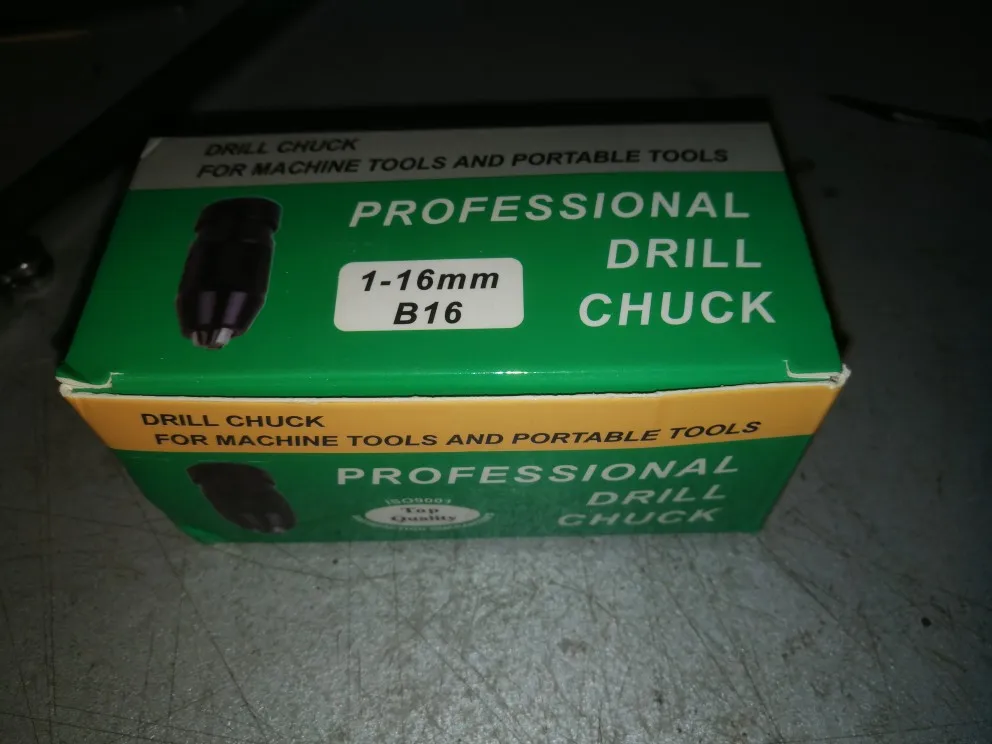 DRILL CHUCK
FOR MACHINE TOOLS AND PORTABLE TOOLS
PROFESSIONAL
DRILL
CHUCK
1-16mm
B16
DRILL CHUCK
FOR MACHINE TOOLS AND PORTABLE TOOLS
PROFESSIONAL
DRILL
CHUCK
Top
Quality